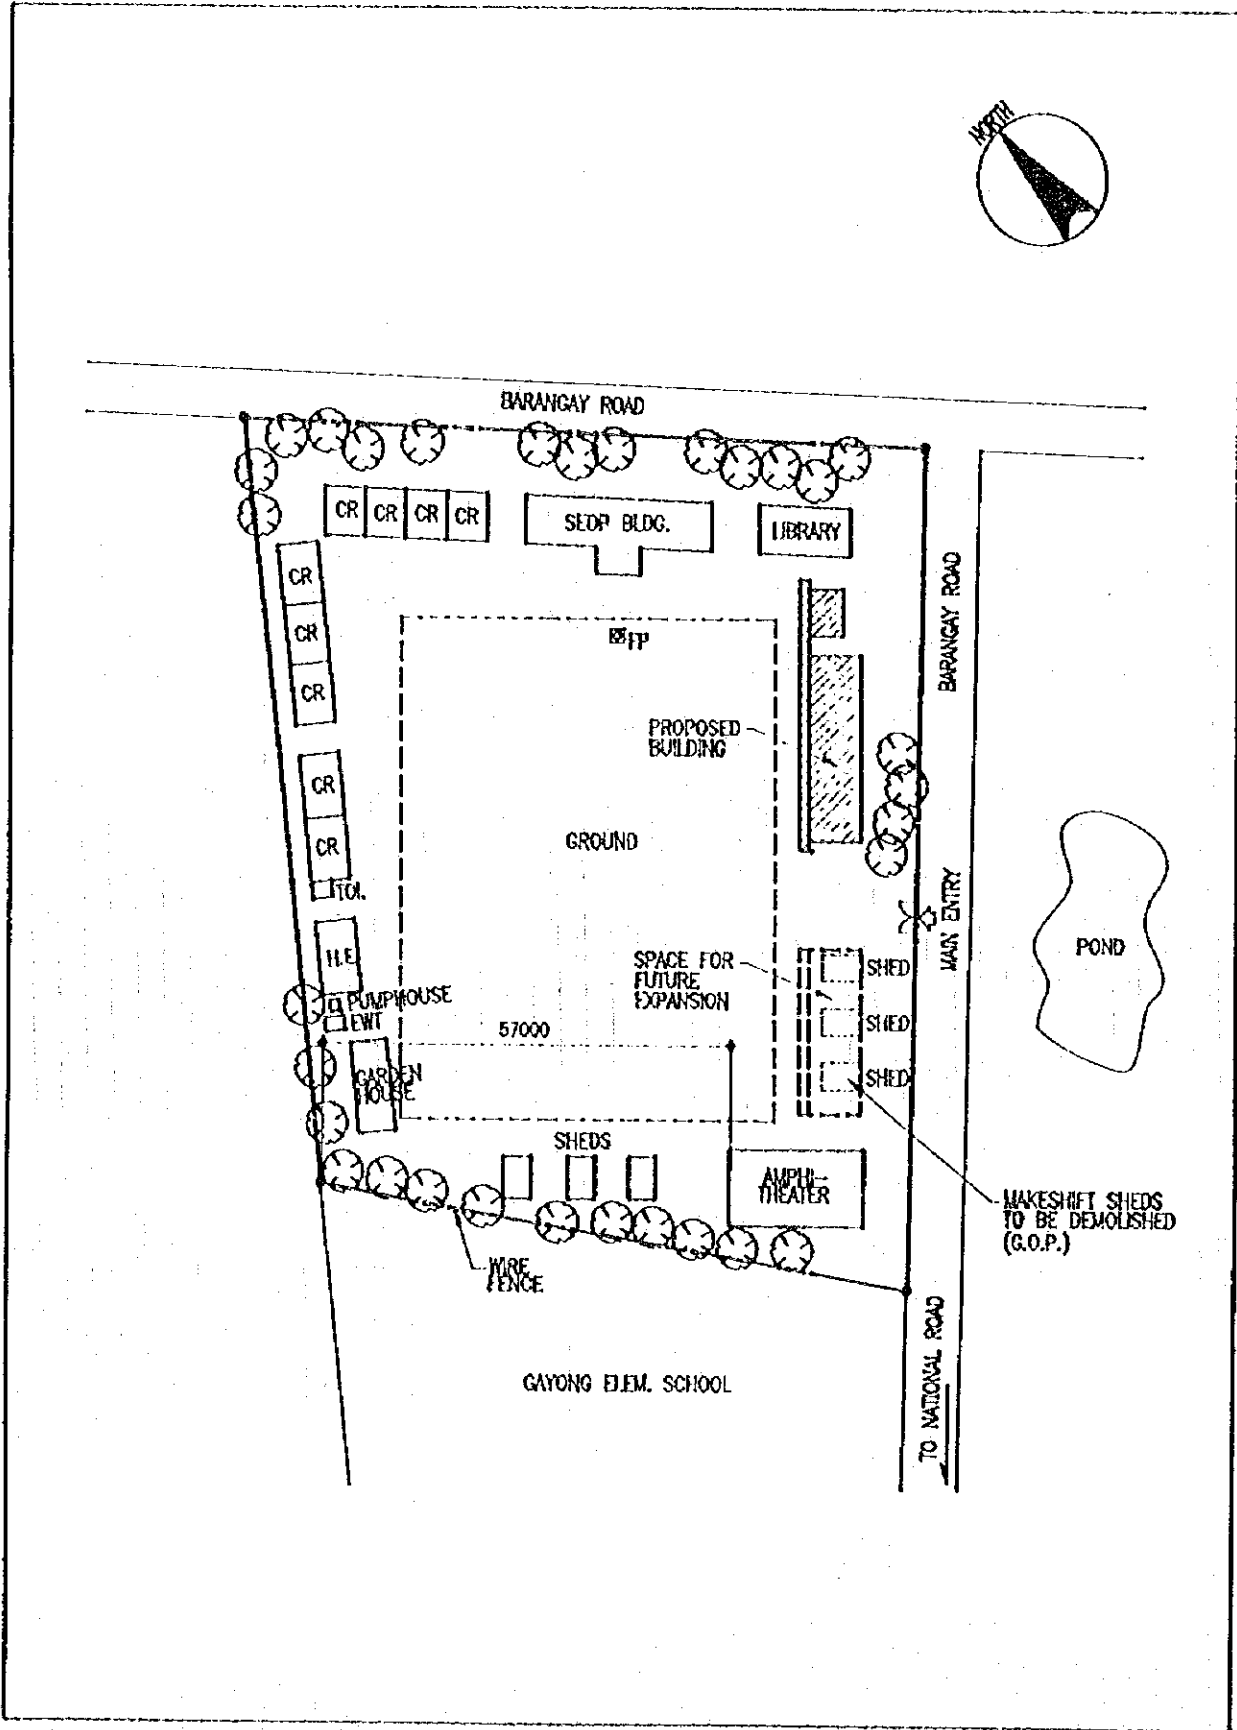 NORTH
BARANGAY ROAD
CR CR CR CR
SEDP BLDG.
LIBRARY
CR
CR
CR
FP
BARANGAY ROAD
PROPOSED
BUILDING
CR
CR
GROUND
TOI.
MAIN ENTRY
POND
H.E.
SPACE FOR
FUTURE
EXPANSION
SHED
SHED
SHED
PUMPHOUSE
EWT
57000
GARDEN
HOUSE
SHEDS
AMPHI-
THEATER
MAKESHIFT SHEDS
TO BE DEMOLISHED
(G.O.P.)
WIRE
FENCE
TO NATIONAL ROAD
GAYONG ELEM. SCHOOL